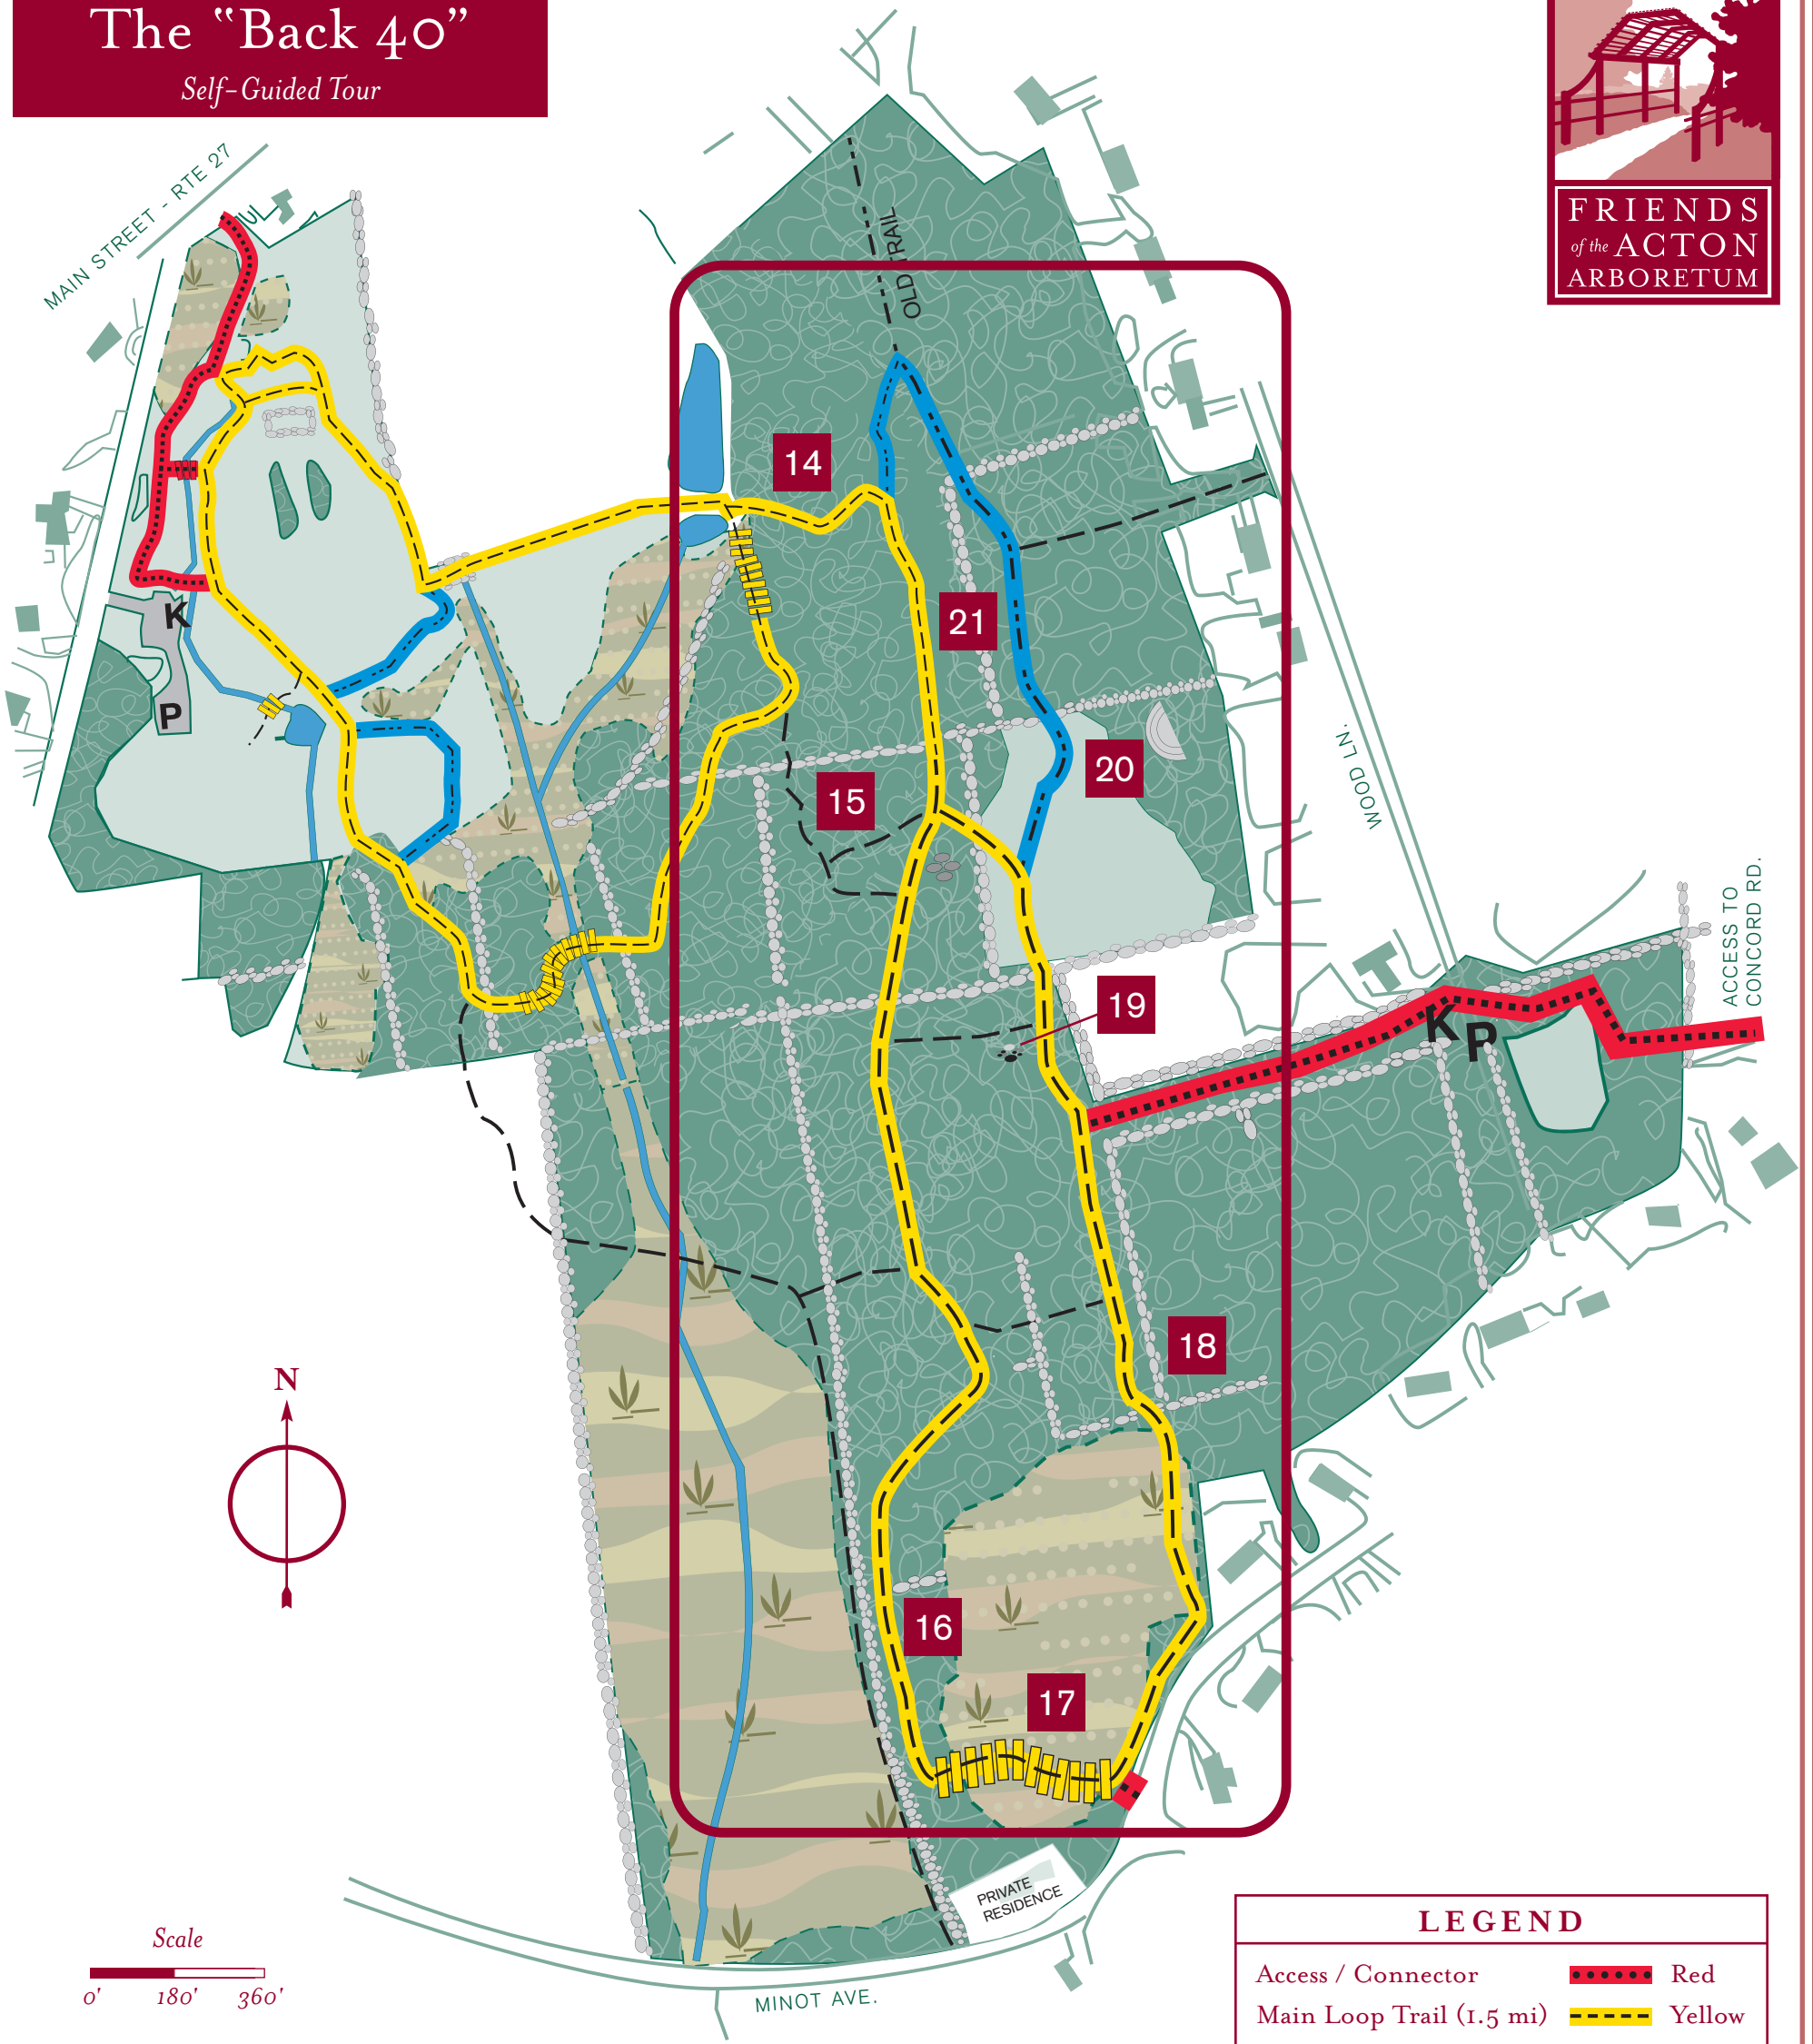 The “Back 40”
Self-Guided Tour
FRIENDS
of the ACTON
ARBORETUM
MAIN STREET - RTE 27
OLD TRAIL
14
21
20
15
WOOD LN.
K
P
19
ACCESS TO
CONCORD RD.
K
P
18
N
16
17
PRIVATE
RESIDENCE
Scale
0' 180' 360'
MINOT AVE.
LEGEND
Access / Connector Red
Main Loop Trail (1.5 mi) Yellow